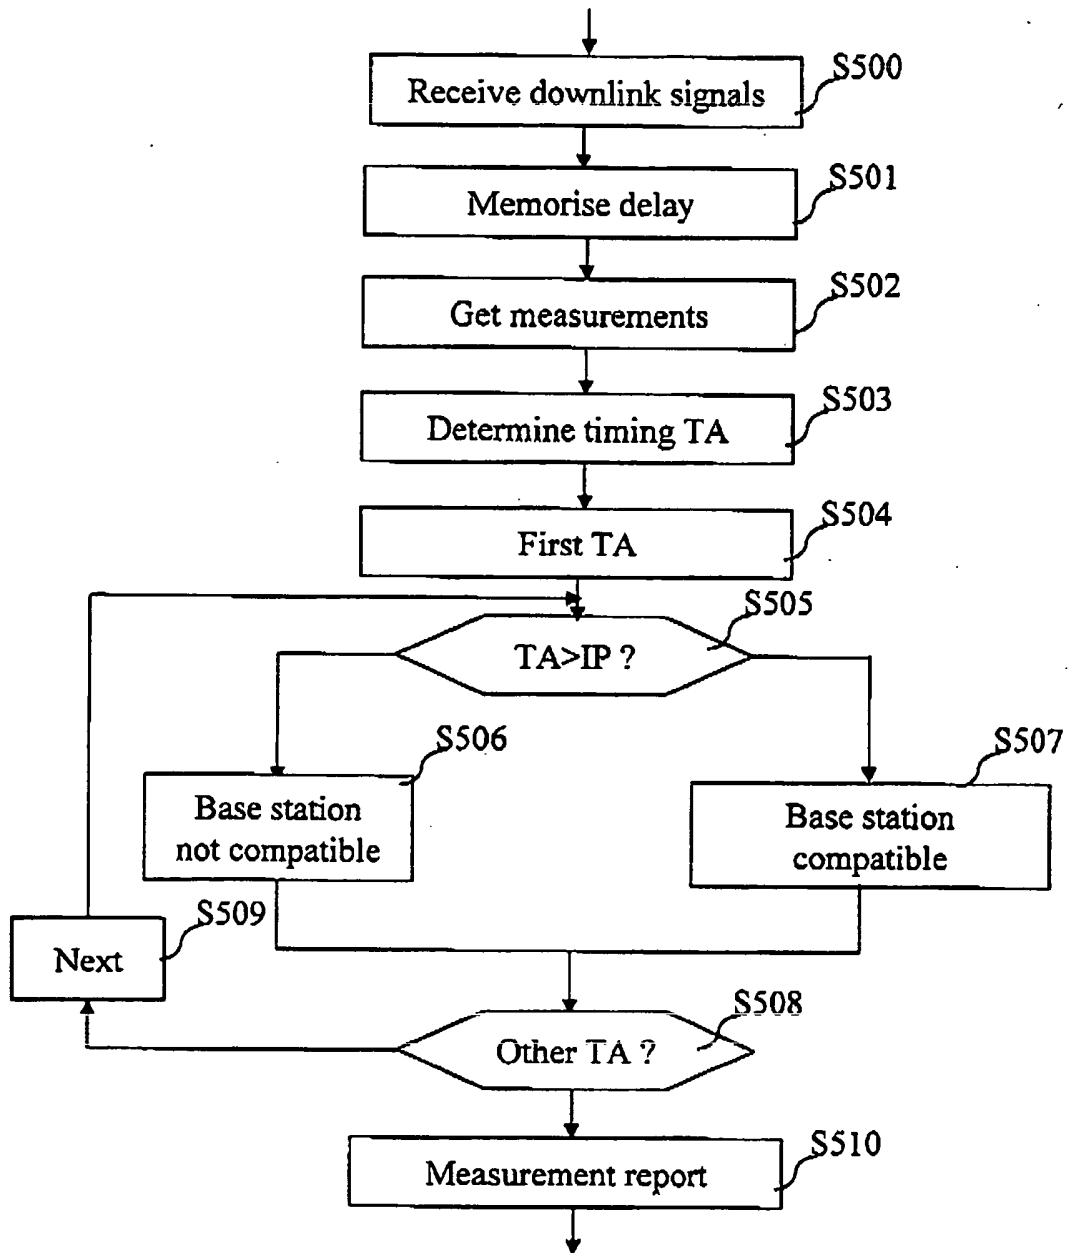 S500
Receive downlink signals
S501
Memorise delay
S502
Get measurements
S503
Determine timing TA
S504
First TA
S505
TA>IP ?
S506
Base station
not compatible
S507
Base station
compatible
S509
Next
S508
Other TA ?
S510
Measurement report